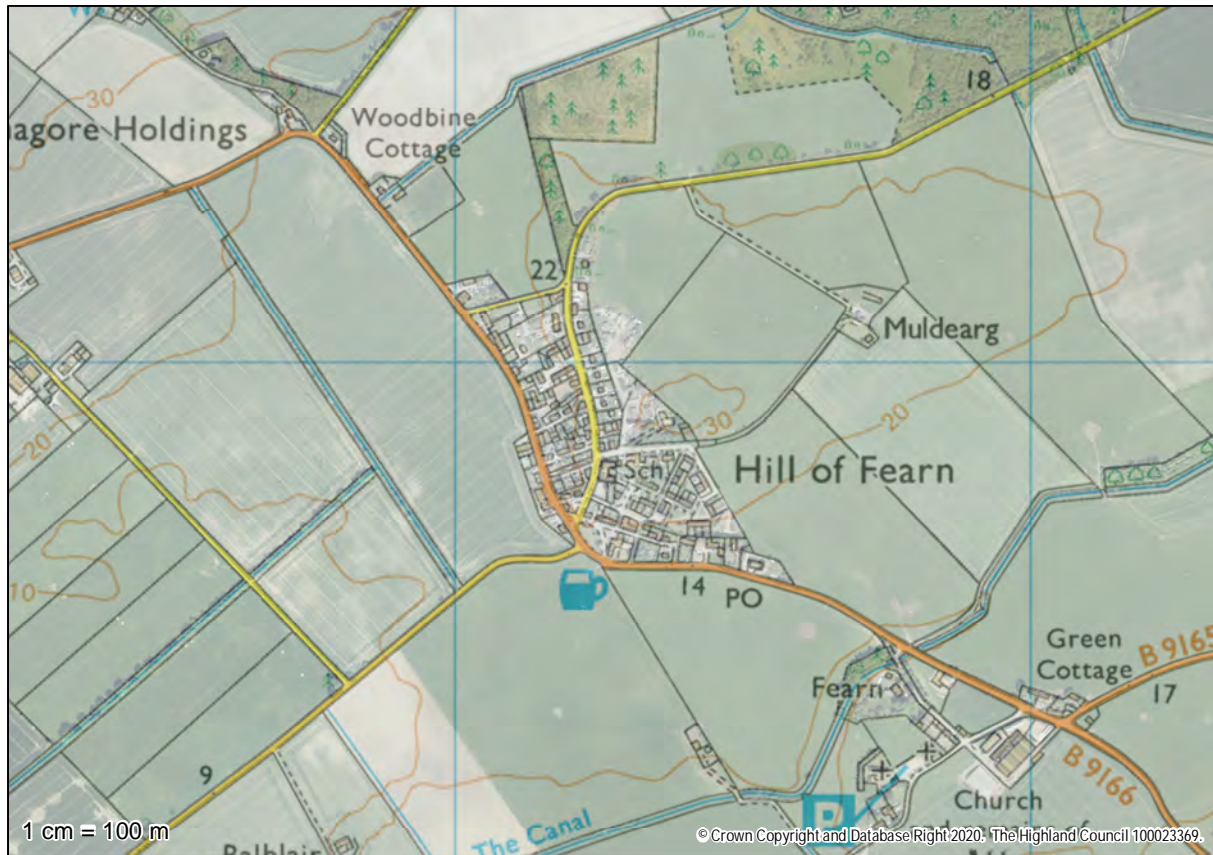 30
18
nagore Holdings
Woodbine
Cottage
22
Muldearg
30
20
20
Sch
Hill of Fearn
10
14
PO
Green
Cottage
B 9165
Fearn
17
9
B 9166
P
Church
The Canal
Balblair
1 cm = 100 m
© Crown Copyright and Database Right 2020. The Highland Council 100023369.